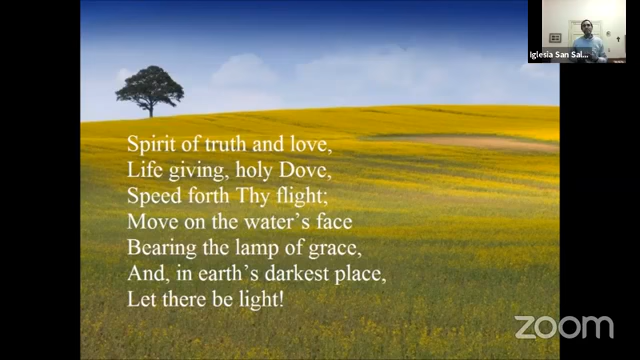 Iglesia San Sal...
Spirit of truth and love,
Life giving, holy Dove,
Speed forth Thy flight;
Move on the water’s face
Bearing the lamp of grace,
And, in earth’s darkest place,
Let there be light!
zoom